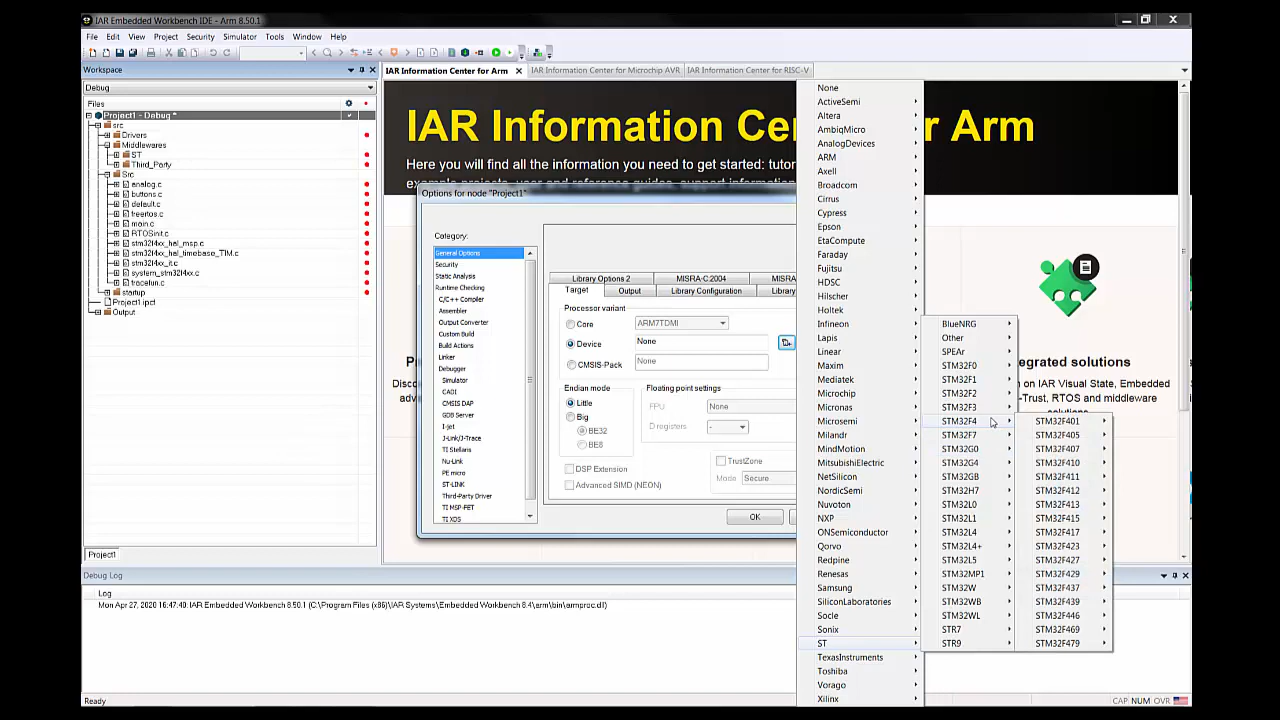 IAR Embedded Workbench IDE - Arm 8.50.1
File Edit View Project Security Simulator Tools Window Help
Workspace
Debug
Files
Project1 - Debug *
src
Drivers
Middlewares
ST
Third_Party
Src
analog.c
buttons.c
default.c
freertos.c
main.c
RTOSinit.c
stm32l4xx_hal_msp.c
stm32l4xx_hal_timebase_TIM.c
stm32l4xx_it.c
system_stm32l4xx.c
tracefun.c
startup
Project1.ipcf
Output
Project1
IAR Information Center for Arm
IAR Information Center for Microchip AVR
IAR Information Center for RISC-V
IAR Information Ce r Arm
Here you will find all the information you need to get started: tutor
egrated solutions
n on IAR Visual State, Embedded
-Trust, RTOS and middleware
solutions
Options for node "Project1"
Category:
General Options
Security
Static Analysis
Runtime Checking
C/C++ Compiler
Assembler
Output Converter
Custom Build
Build Actions
Linker
Debugger
Simulator
CADI
CMSIS DAP
GDB Server
I-jet
J-Link/J-Trace
TI Stellaris
Nu-Link
PE micro
ST-LINK
Third-Party Driver
TI MSP-FET
TI XDS
Library Options 2 MISRA-C:2004 MISRA
Target Output Library Configuration Library
Processor variant
Core ARM7TDMI
Device None
CMSIS-Pack None
Endian mode
Little
Big
BE32
BE8
Floating point settings
FPU None
D registers -
DSP Extension
Advanced SIMD (NEON)
TrustZone
Mode Secure
OK
None
ActiveSemi
Altera
AmbiqMicro
AnalogDevices
ARM
Axell
Broadcom
Cirrus
Cypress
Epson
EtaCompute
Faraday
Fujitsu
HDSC
Hilscher
Holtek
Infineon
Lapis
Linear
Maxim
Mediatek
Microchip
Micronas
Microsemi
Milandr
MindMotion
MitsubishiElectric
NetSilicon
NordicSemi
Nuvoton
NXP
ONSemiconductor
Qorvo
Redpine
Renesas
Samsung
SiliconLaboratories
Socle
Sonix
ST
TexasInstruments
Toshiba
Vorago
Xilinx
BlueNRG
Other
SPEAr
STM32F0
STM32F1
STM32F2
STM32F3
STM32F4
STM32F7
STM32G0
STM32G4
STM32GB
STM32H7
STM32L0
STM32L1
STM32L4
STM32L4+
STM32L5
STM32MP1
STM32W
STM32WB
STM32WL
STR7
STR9
STM32F401
STM32F405
STM32F407
STM32F410
STM32F411
STM32F412
STM32F413
STM32F415
STM32F417
STM32F423
STM32F427
STM32F429
STM32F437
STM32F439
STM32F446
STM32F469
STM32F479
Debug Log
Log
Mon Apr 27, 2020 16:47:40: IAR Embedded Workbench 8.50.1 (C:\Program Files (x86)\IAR Systems\Embedded Workbench 8.4\arm\bin\armproc.dll)
Ready
CAP NUM OVR